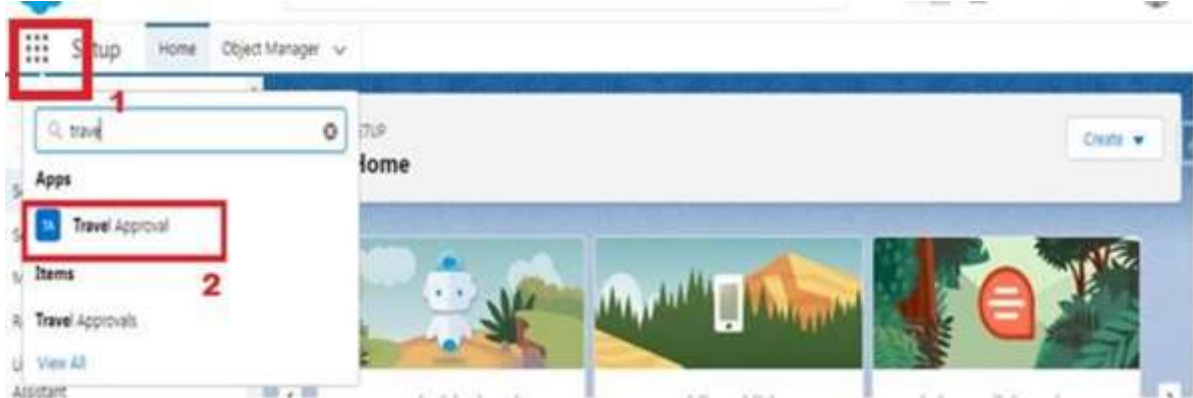 Setup Home Object Manager
1
trave
SETUP
Home
Create
Apps
TA Travel Approval
2
Items
Travel Approvals
View All
Assistant